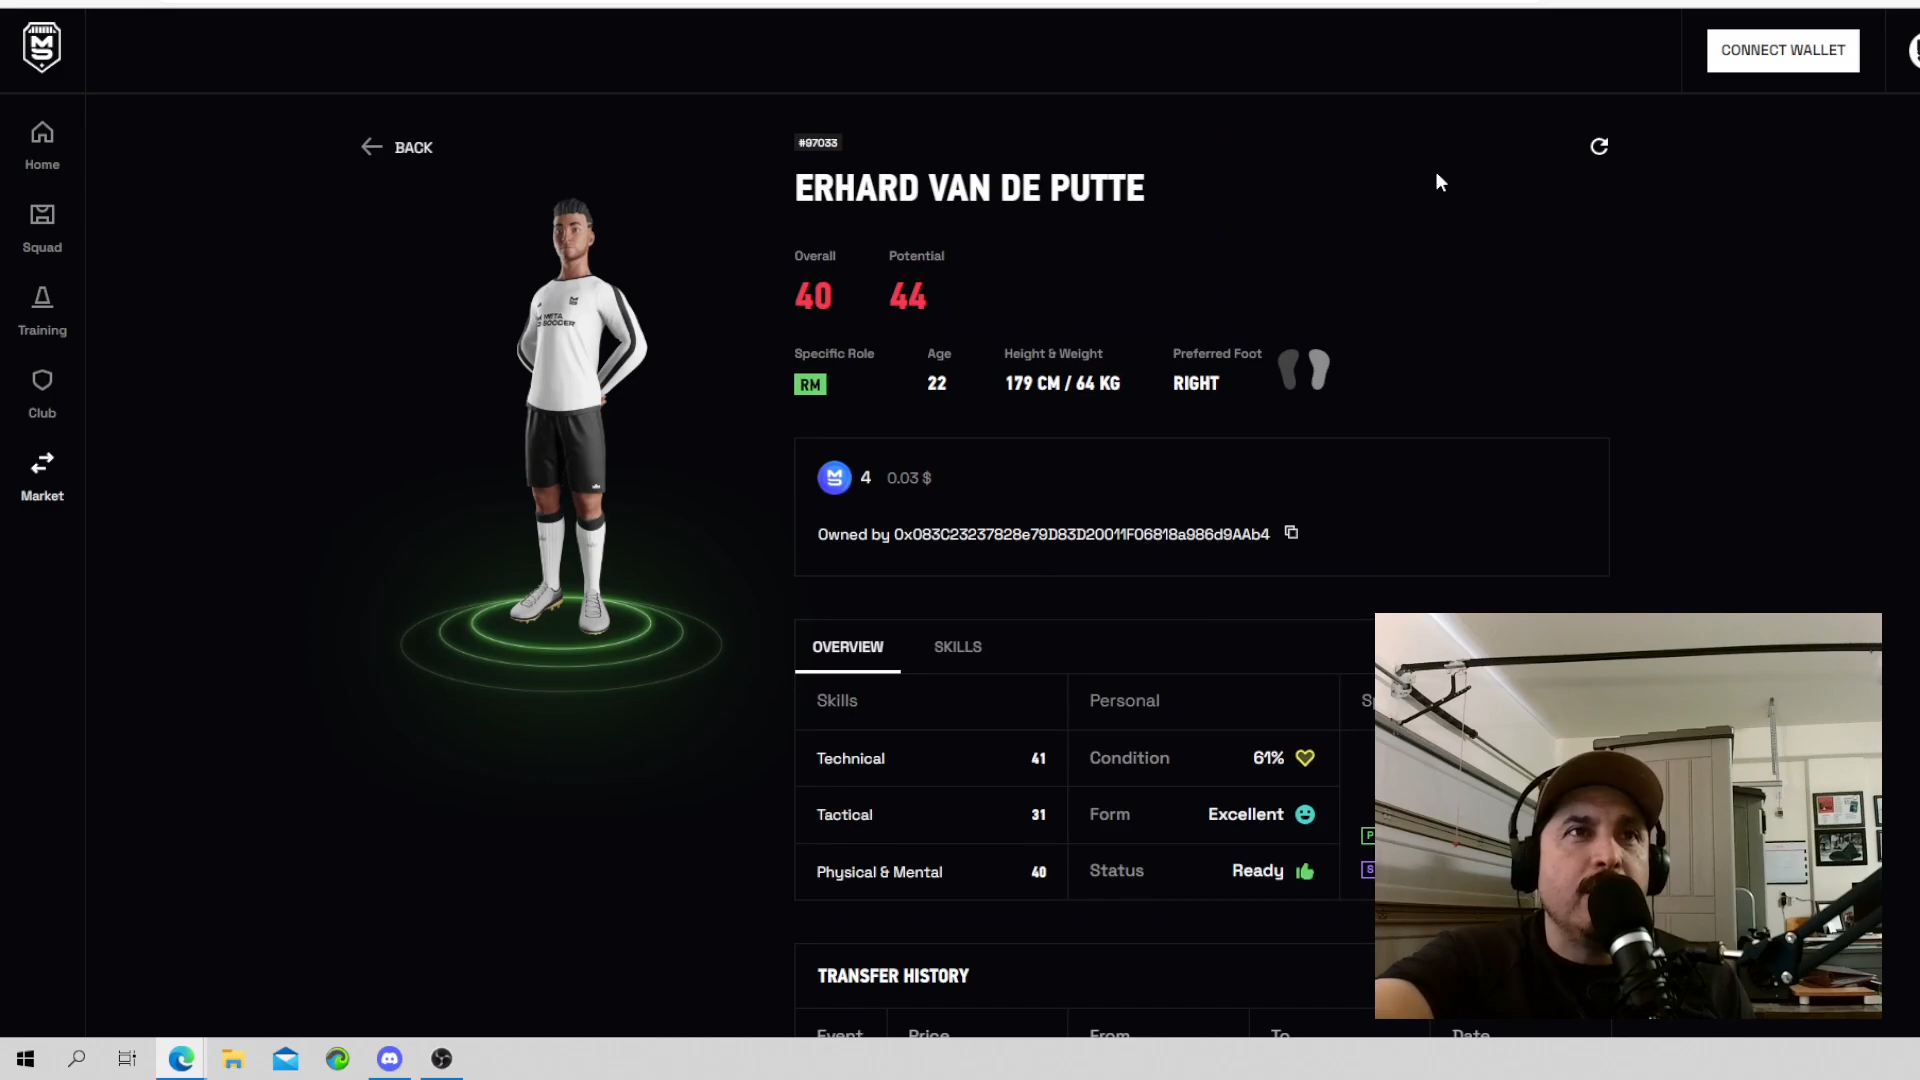 CONNECT WALLET
Home
Squad
Training
Club
Market
BACK
#97033
ERHARD VAN DE PUTTE
Overall Potential
40 44
Specific Role Age Height & Weight Preferred Foot
RM 22 179 CM / 64 KG RIGHT
META
SOCCER
4 0.03 $
Owned by 0x083C23237828e79D83D20011F06818a986d9AAb4
OVERVIEW SKILLS
Skills Personal
Technical 41 Condition 61%
Tactical 31 Form Excellent
Physical & Mental 40 Status Ready
TRANSFER HISTORY
Event Price From To Date